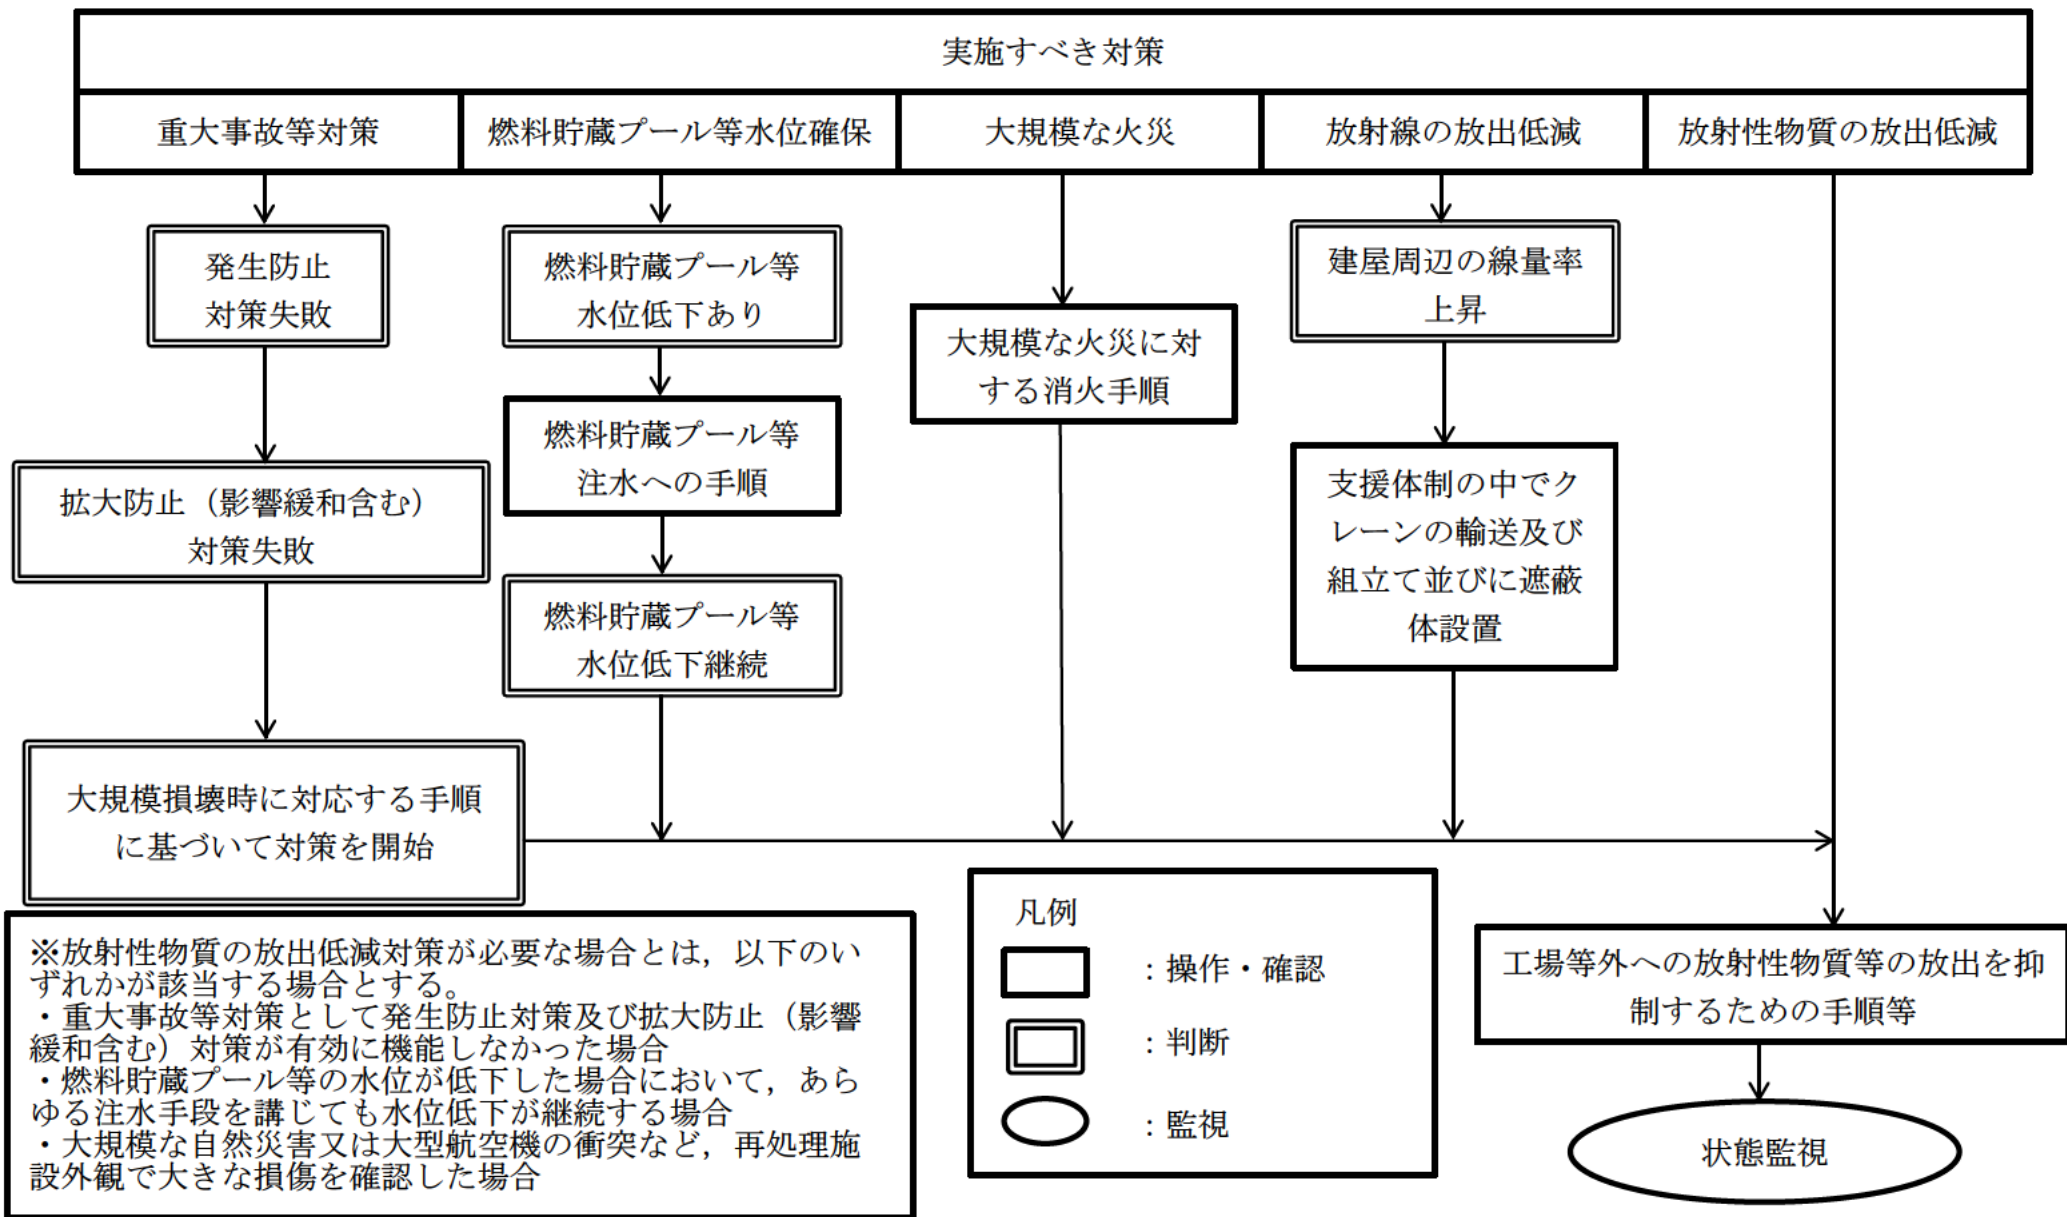 実施すべき対策
重大事故等対策
燃料貯蔵プール等水位確保
大規模な火災
放射線の放出低減
放射性物質の放出低減
発生防止
対策失敗
拡大防止（影響緩和含む）
対策失敗
大規模損壊時に対応する手順
に基づいて対策を開始
燃料貯蔵プール等
水位低下あり
燃料貯蔵プール等
注水への手順
燃料貯蔵プール等
水位低下継続
大規模な火災に対
する消火手順
建屋周辺の線量率
上昇
支援体制の中でク
レーンの輸送及び
組立て並びに遮蔽
体設置
工場等外への放射性物質等の放出を抑
制するための手順等
状態監視
※放射性物質の放出低減対策が必要な場合とは，以下のい
ずれかが該当する場合とする。
・重大事故等対策として発生防止対策及び拡大防止（影響
緩和含む）対策が有効に機能しなかった場合
・燃料貯蔵プール等の水位が低下した場合において，あら
ゆる注水手段を講じても水位低下が継続する場合
・大規模な自然災害又は大型航空機の衝突など，再処理施
設外観で大きな損傷を確認した場合
凡例
：操作・確認
：判断
：監視